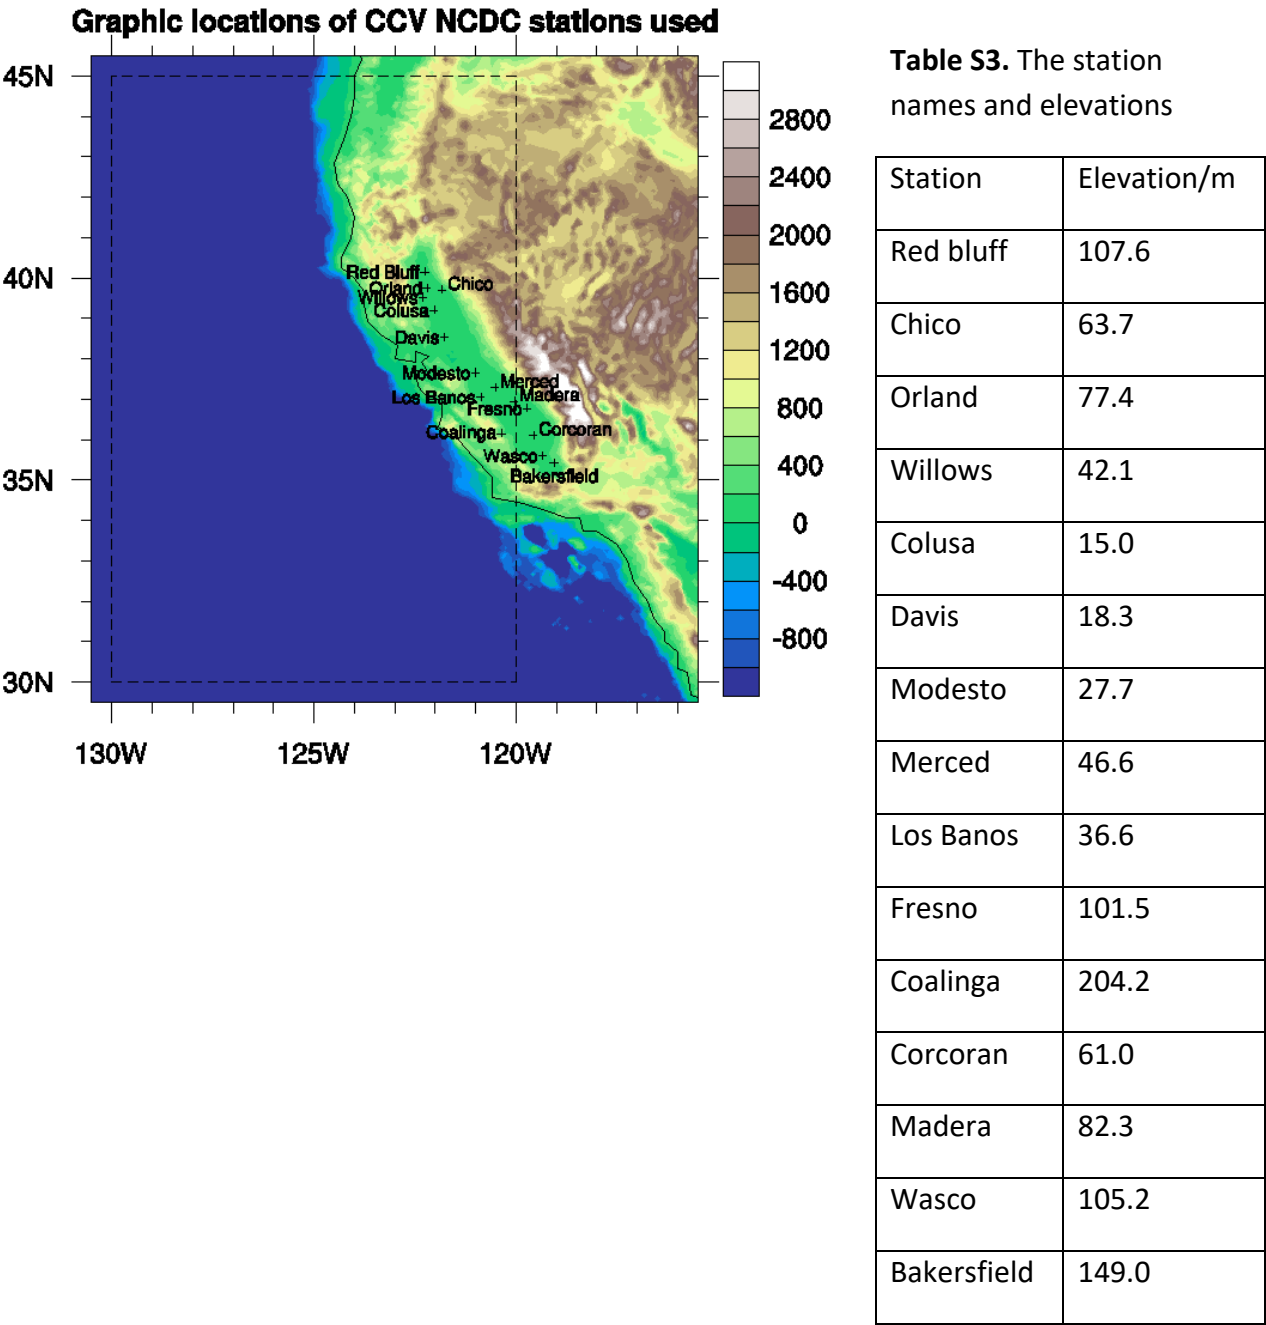 Graphic locations of CCV NCDC stations used
45N
40N
35N
30N
130W
125W
120W
Red Bluff
Orland
Chico
Willows
Colusa
Davis
Modesto
Merced
Los Banos
Madera
Fresno
Coalinga
Corcoran
Wasco
Bakersfield
2800
2400
2000
1600
1200
800
400
0
-400
-800
Table S3. The station
names and elevations
Station Elevation/m
Red bluff 107.6
Chico 63.7
Orland 77.4
Willows 42.1
Colusa 15.0
Davis 18.3
Modesto 27.7
Merced 46.6
Los Banos 36.6
Fresno 101.5
Coalinga 204.2
Corcoran 61.0
Madera 82.3
Wasco 105.2
Bakersfield 149.0